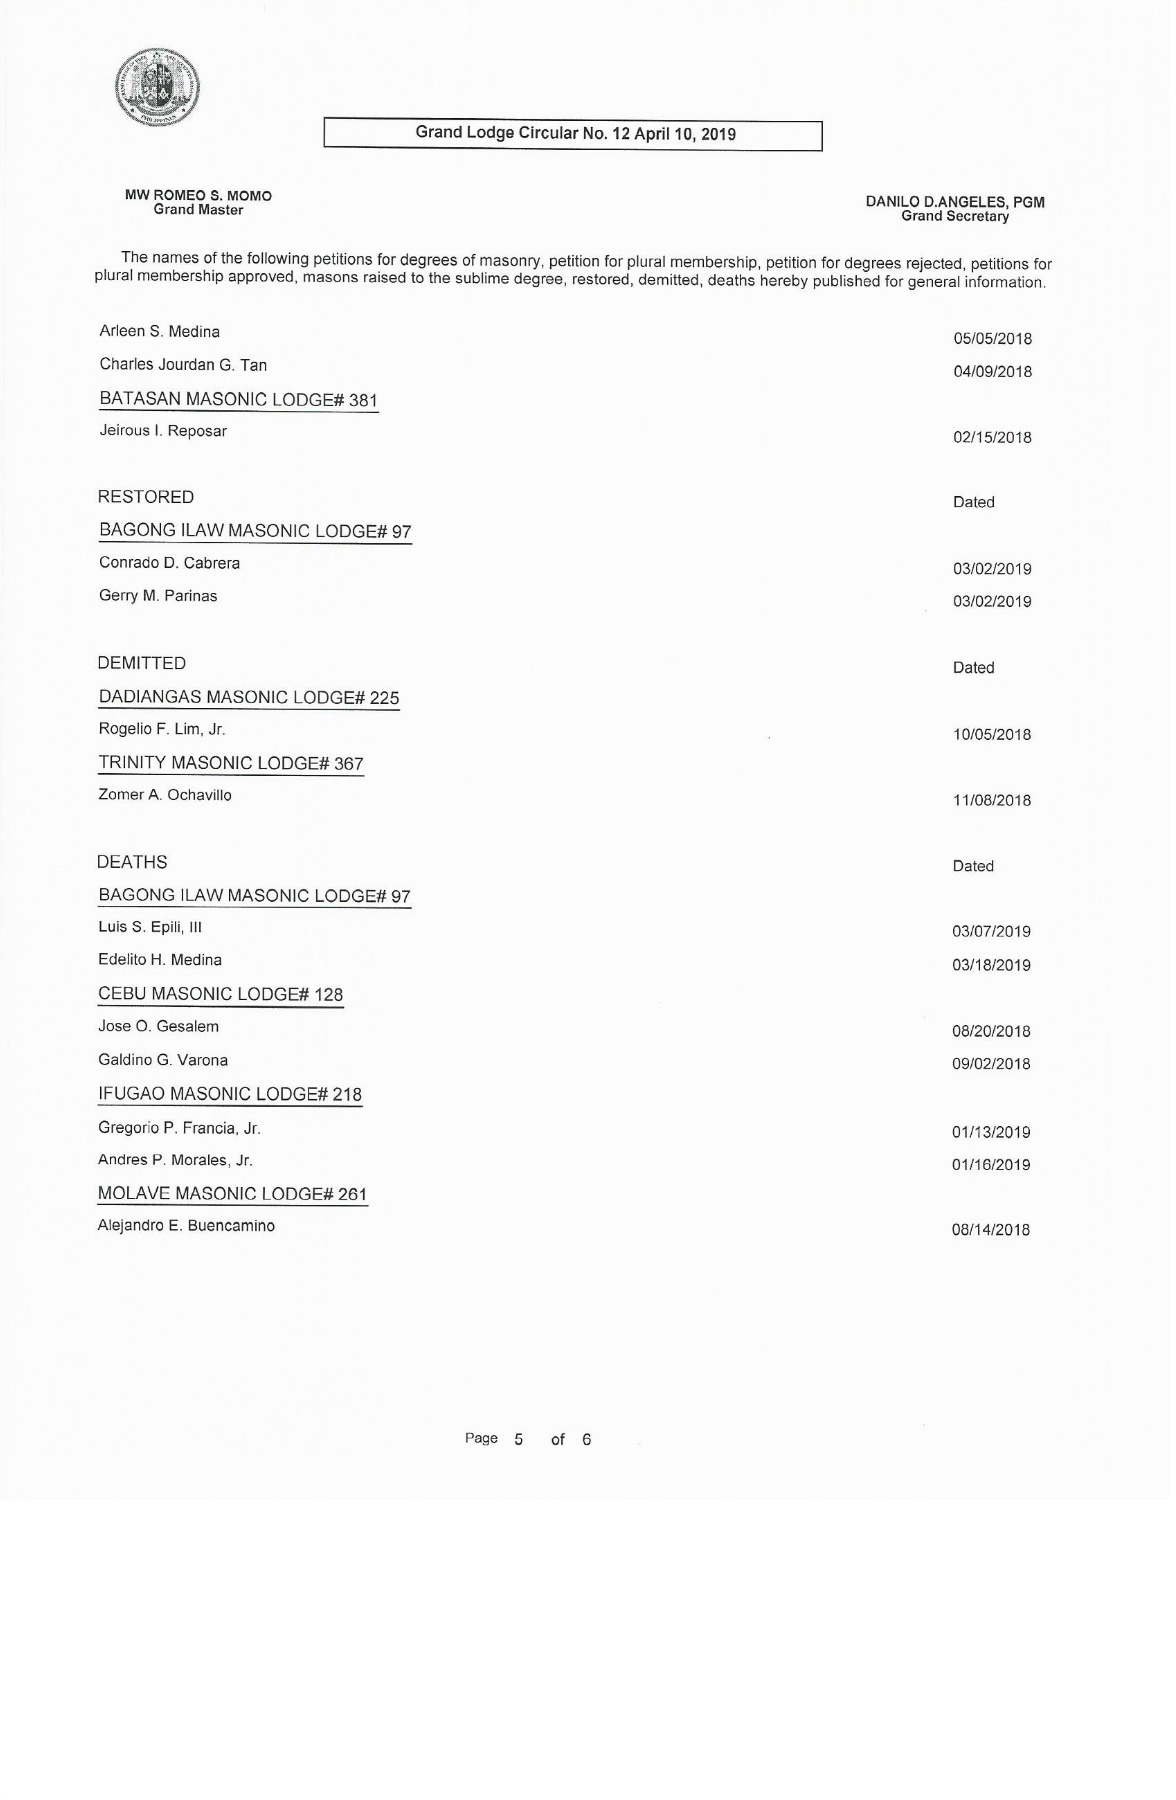 PHILIPPINES
Grand Lodge Circular No. 12 April 10, 2019
MW ROMEO S. MOMO
Grand Master
DANILO D.ANGELES, PGM
Grand Secretary
The names of the following petitions for degrees of masonry, petition for plural membership, petition for degrees rejected, petitions for
plural membership approved, masons raised to the sublime degree, restored, demitted, deaths hereby published for general information.
Arleen S. Medina 05/05/2018
Charles Jourdan G. Tan 04/09/2018
BATASAN MASONIC LODGE# 381
Jeirous I. Reposar 02/15/2018
RESTORED Dated
BAGONG ILAW MASONIC LODGE# 97
Conrado D. Cabrera 03/02/2019
Gerry M. Parinas 03/02/2019
DEMITTED Dated
DADIANGAS MASONIC LODGE# 225
Rogelio F. Lim, Jr. 10/05/2018
TRINITY MASONIC LODGE# 367
Zomer A. Ochavillo 11/08/2018
DEATHS Dated
BAGONG ILAW MASONIC LODGE# 97
Luis S. Epili, III 03/07/2019
Edelito H. Medina 03/18/2019
CEBU MASONIC LODGE# 128
Jose O. Gesalem 08/20/2018
Galdino G. Varona 09/02/2018
IFUGAO MASONIC LODGE# 218
Gregorio P. Francia, Jr. 01/13/2019
Andres P. Morales, Jr. 01/16/2019
MOLAVE MASONIC LODGE# 261
Alejandro E. Buencamino 08/14/2018
Page 5 of 6